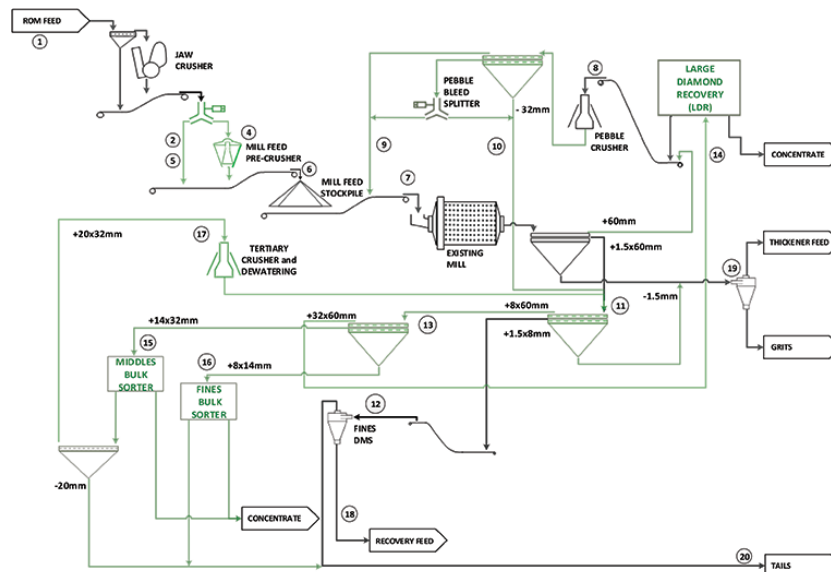 ROM FEED
1
JAW
CRUSHER
2
5
4
MILL FEED
PRE-CRUSHER
6
MILL FEED
STOCKPILE
PEBBLE
BLEED
SPLITTER
9
- 32mm
10
8
PEBBLE
CRUSHER
LARGE
DIAMOND
RECOVERY
(LDR)
14
CONCENTRATE
7
EXISTING
MILL
+60mm
+1.5x60mm
THICKENER FEED
19
-1.5mm
GRITS
+20x32mm
17
TERTIARY
CRUSHER and
DEWATERING
+14x32mm
+32x60mm
13
+8x60mm
11
+1.5x8mm
15
MIDDLES
BULK
SORTER
16
+8x14mm
FINES
BULK
SORTER
12
FINES
DMS
-20mm
CONCENTRATE
18
RECOVERY FEED
20
TAILS